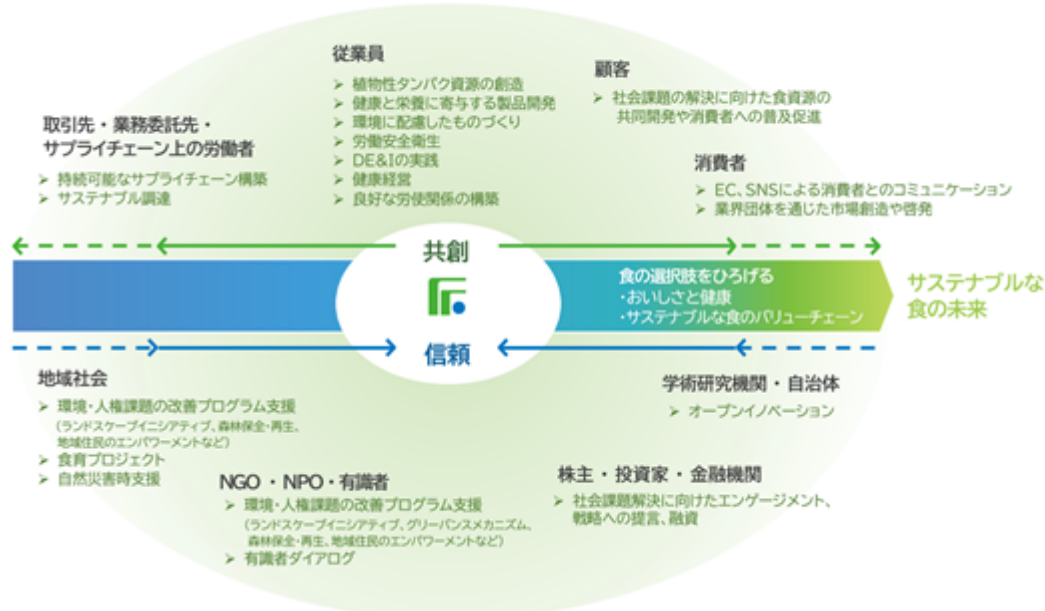 従業員
➢ 植物性タンパク資源の創造
➢ 健康と栄養に寄与する製品開発
➢ 環境に配慮したものづくり
➢ 労働安全衛生
➢ DE&Iの実践
➢ 健康経営
➢ 良好な労使関係の構築
顧客
➢ 社会課題の解決に向けた食資源の
共同開発や消費者への普及促進
取引先・業務委託先・
サプライチェーン上の労働者
➢ 持続可能なサプライチェーン構築
➢ サステナブル調達
消費者
➢ EC、SNSによる消費者とのコミュニケーション
➢ 業界団体を通じた市場創造や啓発
共創
信頼
食の選択肢をひろげる
・おいしさと健康
・サステナブルな食のバリューチェーン
サステナブルな
食の未来
地域社会
➢ 環境・人権課題の改善プログラム支援
(ランドスケープイニシアティブ、森林保全・再生、
地域住民のエンパワーメントなど)
➢ 食育プロジェクト
➢ 自然災害時支援
NGO・NPO・有識者
➢ 環境・人権課題の改善プログラム支援
(ランドスケープイニシアティブ、グリーバンスメカニズム、
森林保全・再生、地域住民のエンパワーメントなど)
➢ 有識者ダイアログ
学術研究機関・自治体
➢ オープンイノベーション
株主・投資家・金融機関
➢ 社会課題解決に向けたエンゲージメント、
戦略への提言、融資